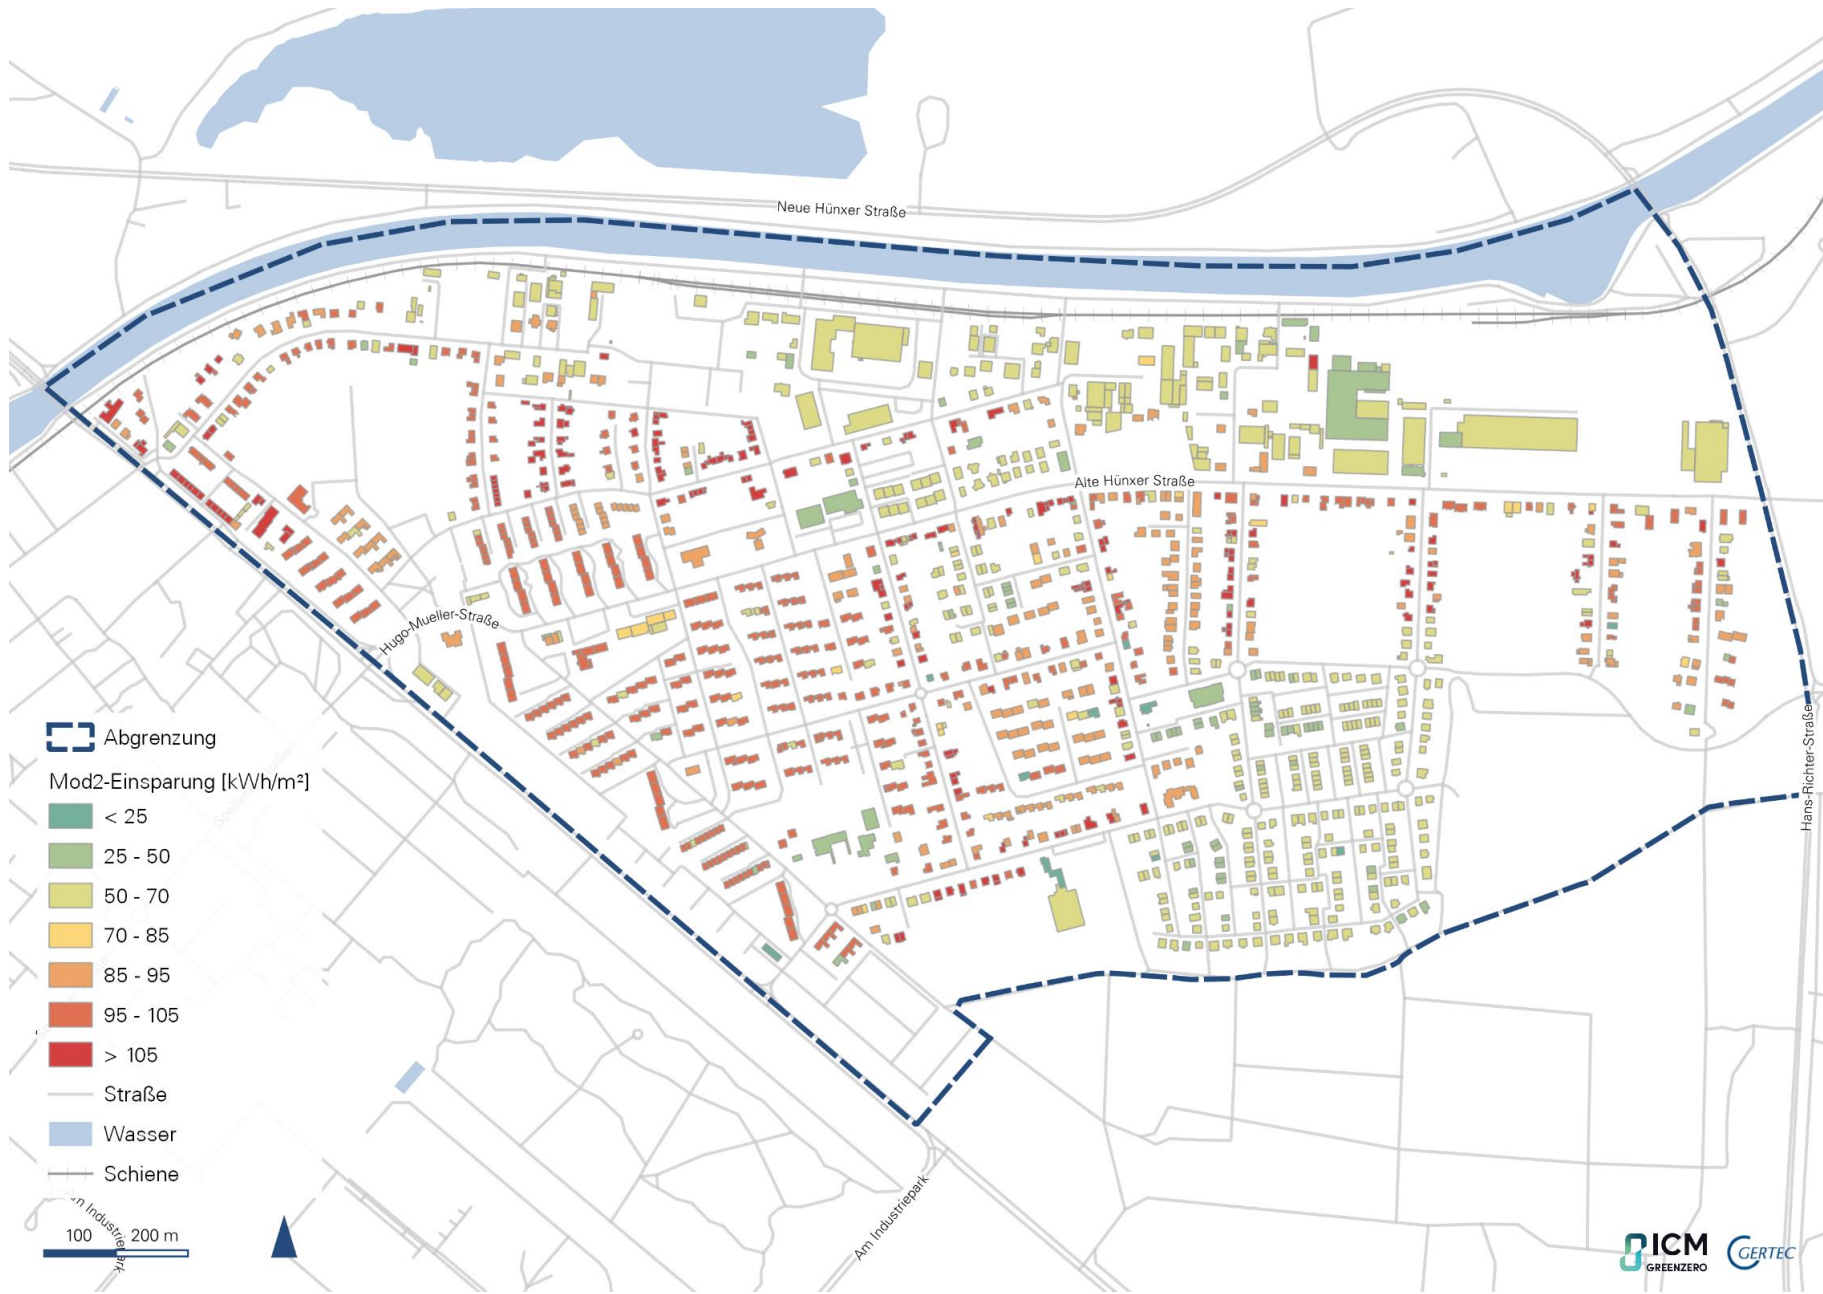 Neue Hünxer Straße
Alte Hünxer Straße
Hugo-Mueller-Straße
Hans-Richter-Straße
Abgrenzung
Mod2-Einsparung [kWh/m²]
< 25
25 - 50
50 - 70
70 - 85
85 - 95
95 - 105
> 105
Straße
Wasser
Schiene
Industriepark
100 200 m
Am Industriepark
ICM
GREENZERO
GERTEC